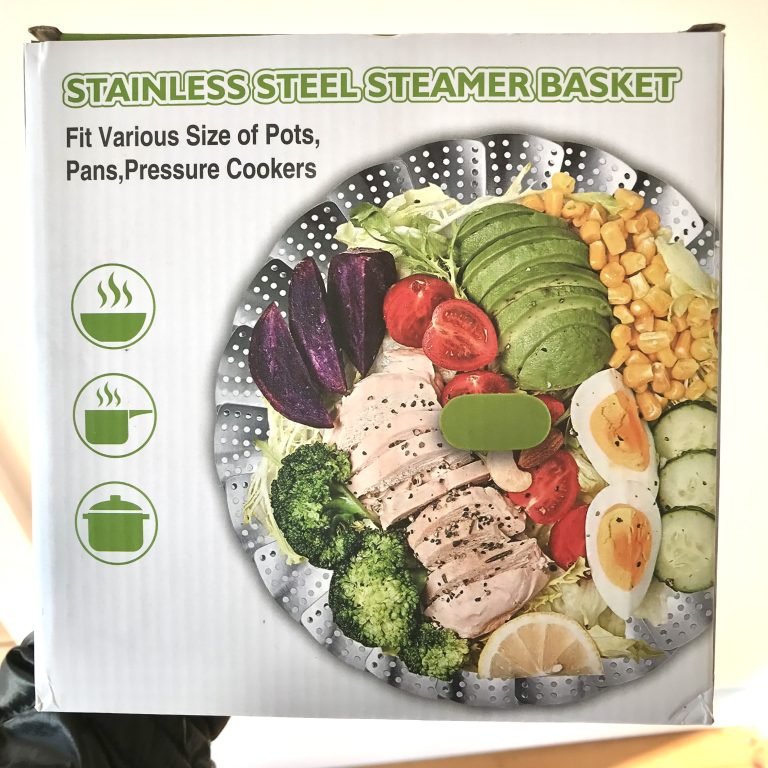 STAINLESS STEEL STEAMER BASKET
Fit Various Size of Pots,
Pans,Pressure Cookers